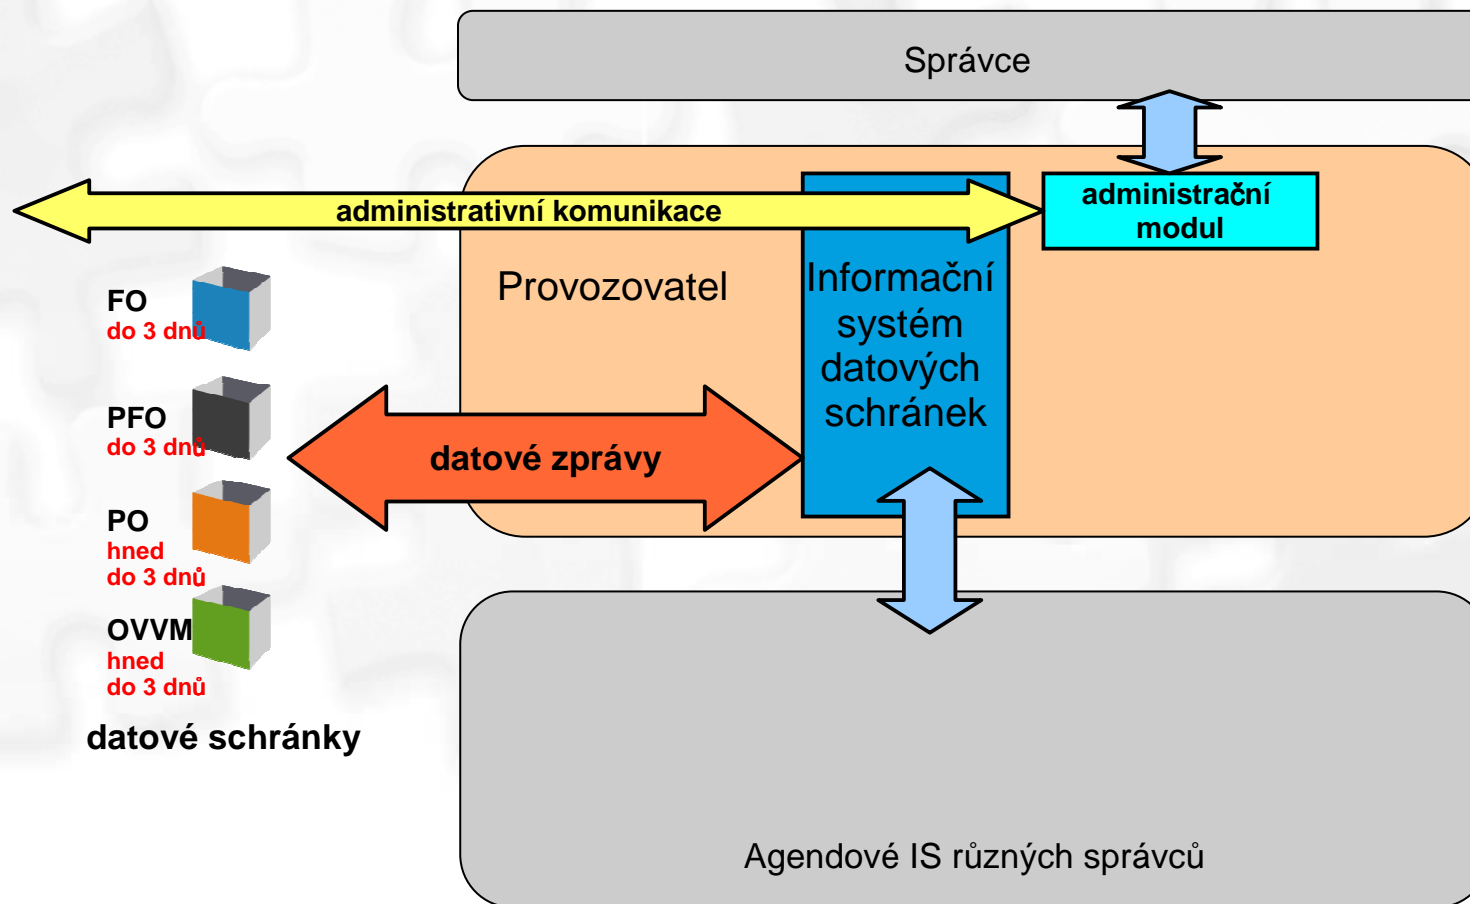 Správce
administrační
modul
administrativní komunikace
Provozovatel
Informační
systém
datových
schránek
FO
do 3 dnů
PFO
do 3 dnů
datové zprávy
PO
hned
do 3 dnů
OVVM
hned
do 3 dnů
datové schránky
Agendové IS různých správců